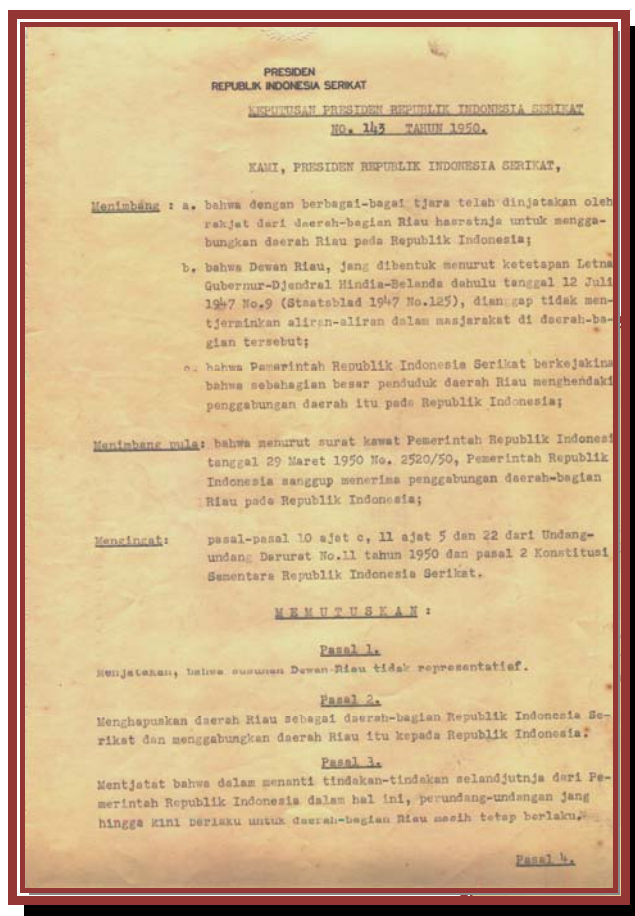 PRESIDEN
REPUBLIK INDONESIA SERIKAT
KEPUTUSAN PRESIDEN REPUBLIK INDONESIA SERIKAT
NO. 143 TAHUN 1950.
KAMI, PRESIDEN REPUBLIK INDONESIA SERIKAT,
Menimbang : a. bahwa dengan berbagai-bagai tjara telah dinjatakan oleh
rakjat dari daerah-bagian Riau hasratnja untuk mengga-
bungkan daerah Riau pada Republik Indonesia;
b. bahwa Dewan Riau, jang dibentuk menurut ketetapan Letna
Gubernur-Djendral Hindia-Belanda dahulu tanggal 12 Juli
1947 No.9 (Staatsblad 1947 No.125), dianggap tidak men-
tjerminkan aliran-aliran dalam masjarakat di daerah-ba-
gian tersebut;
c. bahwa Pemerintah Republik Indonesia Serikat berkejakina
bahwa sebahagian besar penduduk daerah Riau menghendaki
penggabungan daerah itu pada Republik Indonesia;
Menimbang pula: bahwa menurut surat kawat Pemerintah Republik Indonesi
tanggal 29 Maret 1950 No. 2520/50, Pemerintah Republik
Indonesia sanggup menerima penggabungan daerah-bagian
Riau pada Republik Indonesia;
Mengingat: pasal-pasal 10 ajat c, 11 ajat 5 dan 22 dari Undang-
undang Darurat No.11 tahun 1950 dan pasal 2 Konstitusi
Sementara Republik Indonesia Serikat.
M E M U T U S K A N :
Pasal 1.
Menjatakan, bahwa susunan Dewan-Riau tidak representatief.
Pasal 2.
Menghapuskan daerah Riau sebagai daerah-bagian Republik Indonesia Se-
rikat dan menggabungkan daerah Riau itu kepada Republik Indonesia.
Pasal 3.
Mentjatat bahwa dalam menanti tindakan-tindakan selandjutnja dari Pe-
merintah Republik Indonesia dalam hal ini, perundang-undangan jang
hingga kini berlaku untuk daerah-bagian Riau masih tetap berlaku.
Pasal 4.